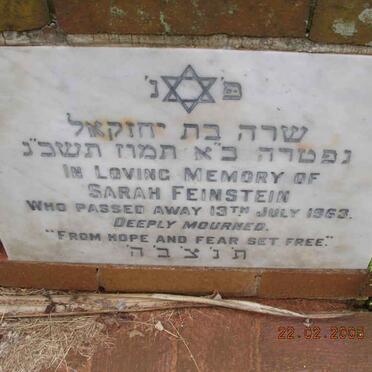 פ" נ'
שרה בת יחזקאל
נפטרה כ"א תמוז תשכ"ג
IN LOVING MEMORY OF
SARAH FEINSTEIN
WHO PASSED AWAY 13TH JULY 1963.
DEEPLY MOURNED.
"FROM HOPE AND FEAR SET FREE."
ת' נ' צ' ב' ה'
22.02.2008